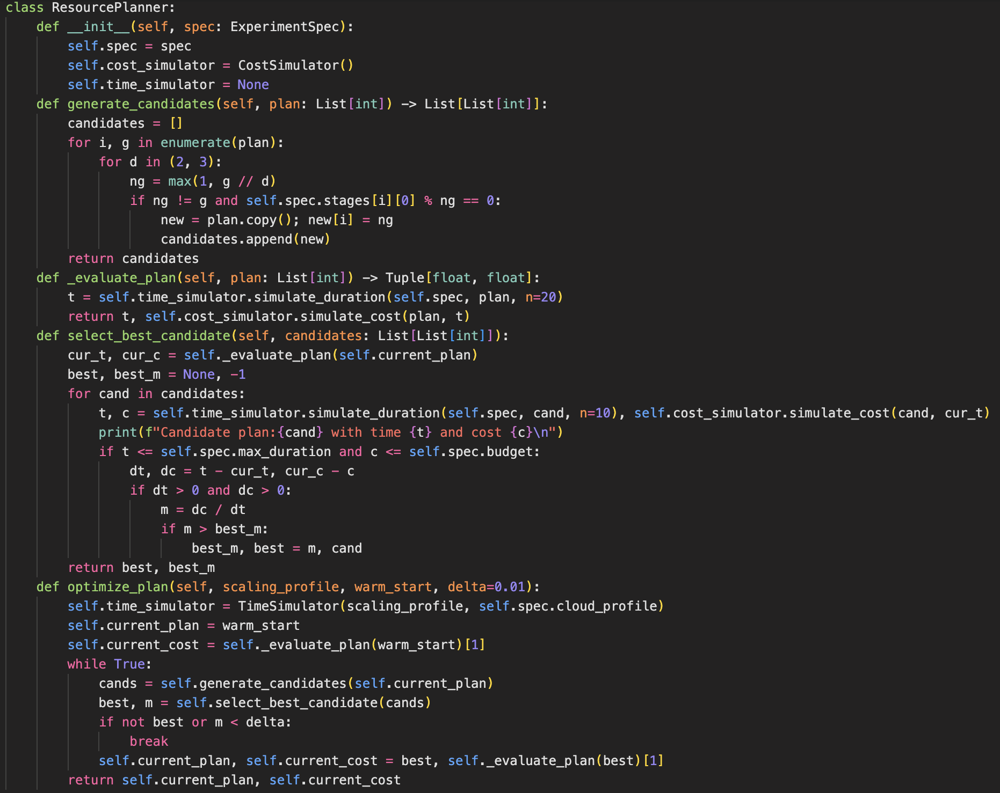 class ResourcePlanner:
    def __init__(self, spec: ExperimentSpec):
        self.spec = spec
        self.cost_simulator = CostSimulator()
        self.time_simulator = None
    def generate_candidates(self, plan: List[int]) -> List[List[int]]:
        candidates = []
        for i, g in enumerate(plan):
            for d in (2, 3):
                ng = max(1, g // d)
                if ng != g and self.spec.stages[i][0] % ng == 0:
                    new = plan.copy(); new[i] = ng
                    candidates.append(new)
        return candidates
    def _evaluate_plan(self, plan: List[int]) -> Tuple[float, float]:
        t = self.time_simulator.simulate_duration(self.spec, plan, n=20)
        return t, self.cost_simulator.simulate_cost(plan, t)
    def select_best_candidate(self, candidates: List[List[int]]):
        cur_t, cur_c = self._evaluate_plan(self.current_plan)
        best, best_m = None, -1
        for cand in candidates:
            t, c = self.time_simulator.simulate_duration(self.spec, cand, n=10), self.cost_simulator.simulate_cost(cand, cur_t)
            print(f"Candidate plan:{cand} with time {t} and cost {c}\n")
            if t <= self.spec.max_duration and c <= self.spec.budget:
                dt, dc = t - cur_t, cur_c - c
                if dt > 0 and dc > 0:
                    m = dc / dt
                    if m > best_m:
                        best_m, best = m, cand
        return best, best_m
    def optimize_plan(self, scaling_profile, warm_start, delta=0.01):
        self.time_simulator = TimeSimulator(scaling_profile, self.spec.cloud_profile)
        self.current_plan = warm_start
        self.current_cost = self._evaluate_plan(warm_start)[1]
        while True:
            cands = self.generate_candidates(self.current_plan)
            best, m = self.select_best_candidate(cands)
            if not best or m < delta:
                break
            self.current_plan, self.current_cost = best, self._evaluate_plan(best)[1]
        return self.current_plan, self.current_cost